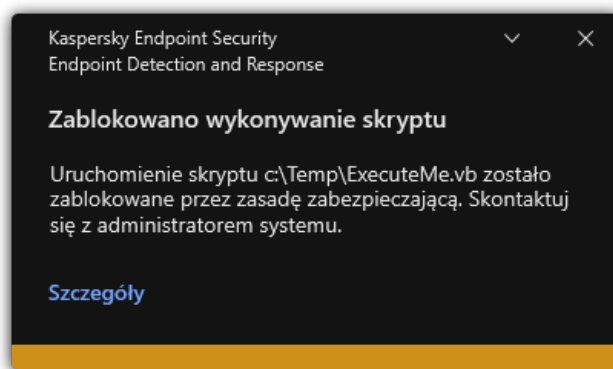 Kaspersky Endpoint Security
Endpoint Detection and Response
Zablokowano wykonywanie skryptu
Uruchomienie skryptu c:\Temp\ExecuteMe.vb zostało
zablokowane przez zasadę zabezpieczającą. Skontaktuj
się z administratorem systemu.
Szczegóły